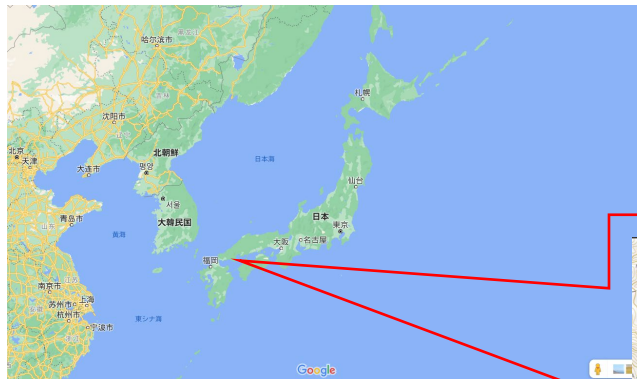 哈尔滨市
札幌
沈阳市
北京
天津
大连市
北朝鮮
평양
日本海
仙台
서울
大韓民国
日本
東京
名古屋
大阪
青島市
黄海
福岡
南京市
上海
苏州市
杭州市
宁波市
東シナ海
Google